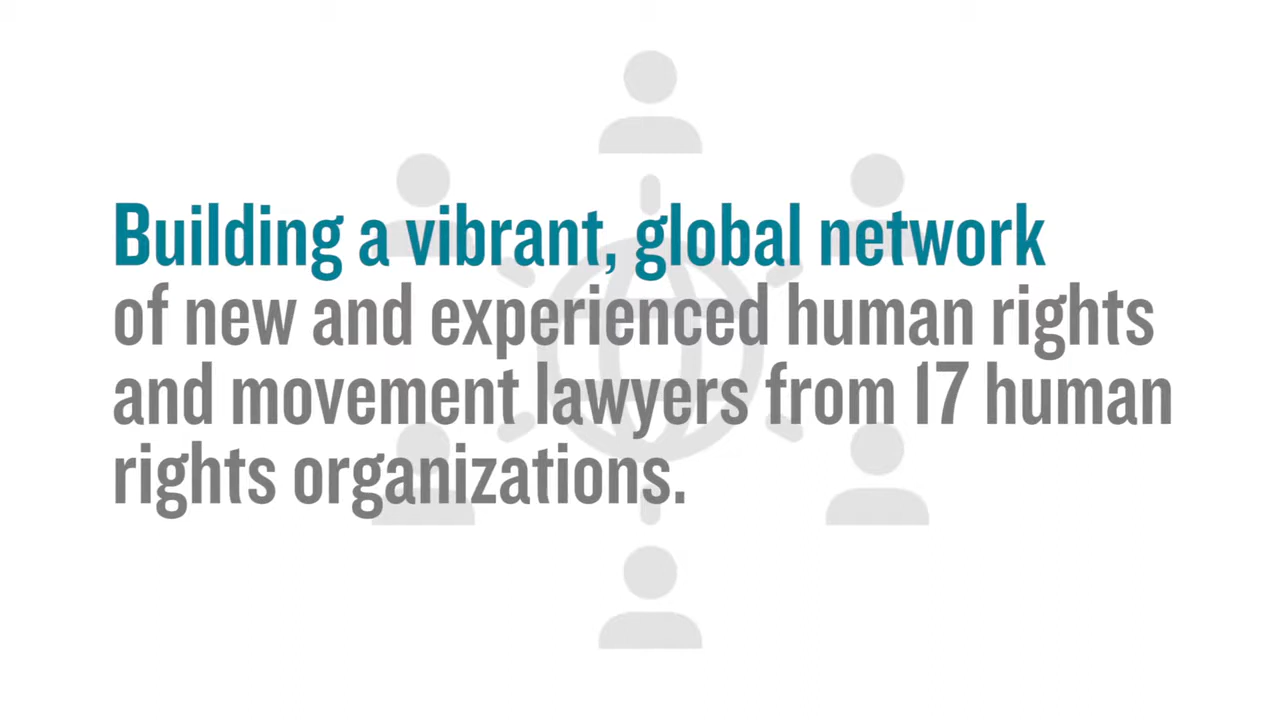 Building a vibrant, global network
of new and experienced human rights
and movement lawyers from 17 human
rights organizations.